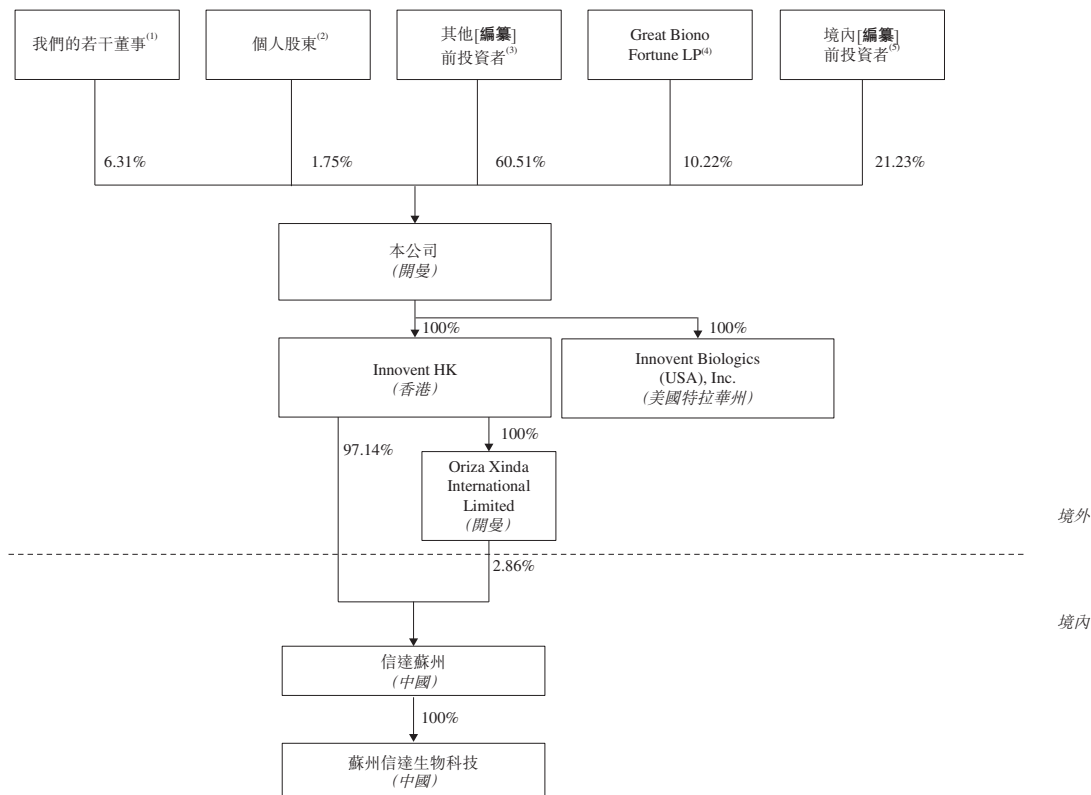 我們的若干董事(1)
個人股東(2)
其他[編纂]
前投資者(3)
Great Biono
Fortune LP(4)
境內[編纂]
前投資者(5)
6.31%
1.75%
60.51%
10.22%
21.23%
本公司
（開曼）
100%
100%
Innovent HK
（香港）
Innovent Biologics
(USA), Inc.
（美國特拉華州）
97.14%
100%
Oriza Xinda
International
Limited
（開曼）
境外
2.86%
境內
信達蘇州
（中國）
100%
蘇州信達生物科技
（中國）